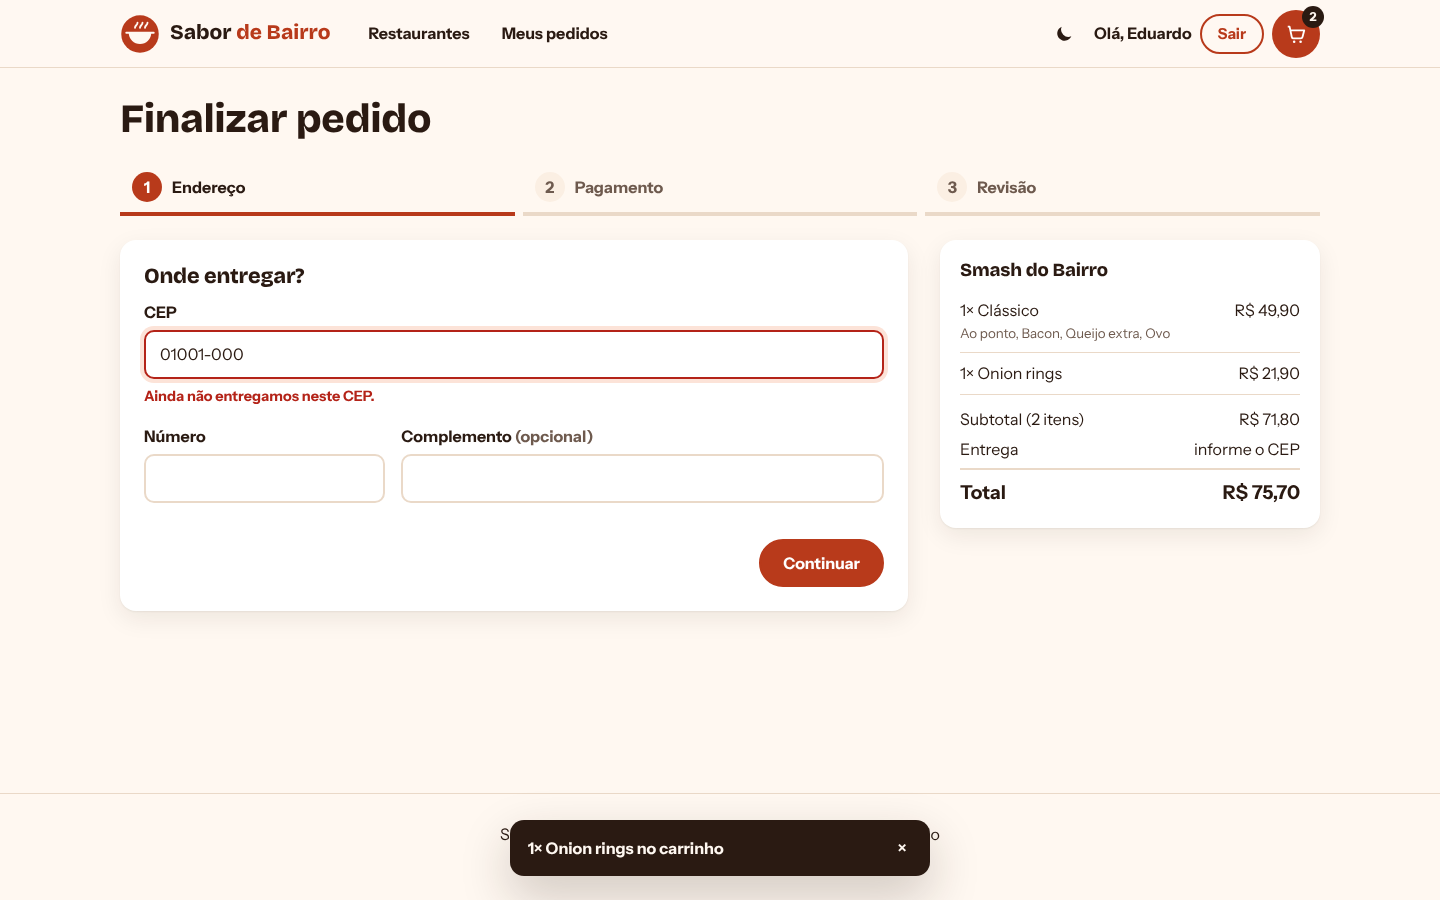 Sabor de Bairro
Restaurantes
Meus pedidos
Olá, Eduardo
Sair
2
Finalizar pedido
1 Endereço
2 Pagamento
3 Revisão
Onde entregar?
CEP
01001-000
Ainda não entregamos neste CEP.
Número
Complemento (opcional)
Continuar
Smash do Bairro
1× Clássico R$ 49,90
Ao ponto, Bacon, Queijo extra, Ovo
1× Onion rings R$ 21,90
Subtotal (2 itens) R$ 71,80
Entrega informe o CEP
Total R$ 75,70
1× Onion rings no carrinho ×